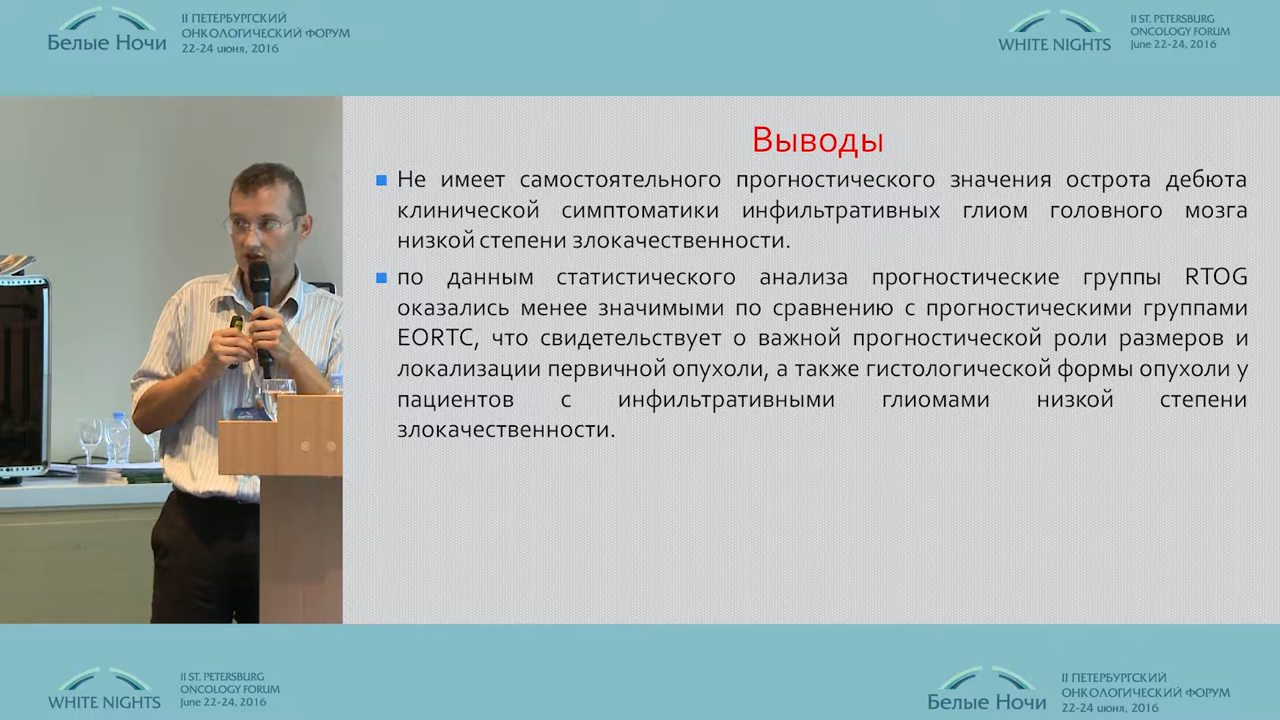 Белые Ночи
II ПЕТЕРБУРГСКИЙ
ОНКОЛОГИЧЕСКИЙ ФОРУМ
22-24 июня, 2016
WHITE NIGHTS
II ST. PETERSBURG
ONCOLOGY FORUM
June 22-24, 2016
Выводы
Не имеет самостоятельного прогностического значения острота дебюта
клинической симптоматики инфильтративных глиом головного мозга
низкой степени злокачественности.
по данным статистического анализа прогностические группы RTOG
оказались менее значимыми по сравнению с прогностическими группами
EORTC, что свидетельствует о важной прогностической роли размеров и
локализации первичной опухоли, а также гистологической формы опухоли у
пациентов с инфильтративными глиомами низкой степени
злокачественности.
WHITE NIGHTS
II ST. PETERSBURG
ONCOLOGY FORUM
June 22-24, 2016
Белые Ночи
II ПЕТЕРБУРГСКИЙ
ОНКОЛОГИЧЕСКИЙ ФОРУМ
22-24 июня, 2016